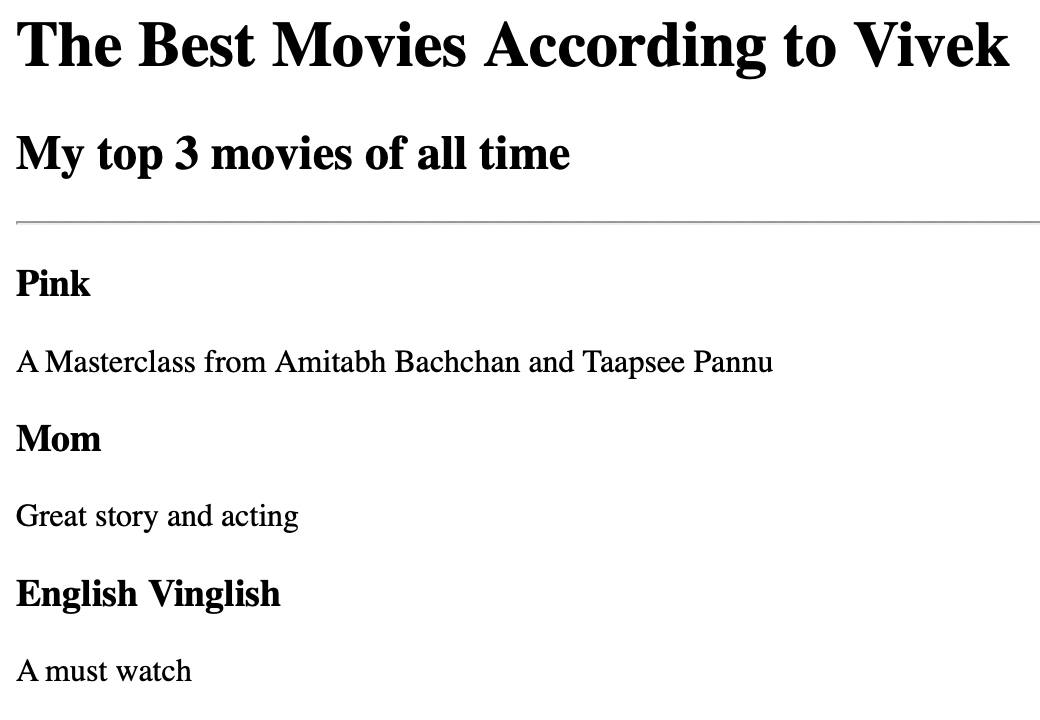 The Best Movies According to Vivek
My top 3 movies of all time
Pink
A Masterclass from Amitabh Bachchan and Taapsee Pannu
Mom
Great story and acting
English Vinglish
A must watch